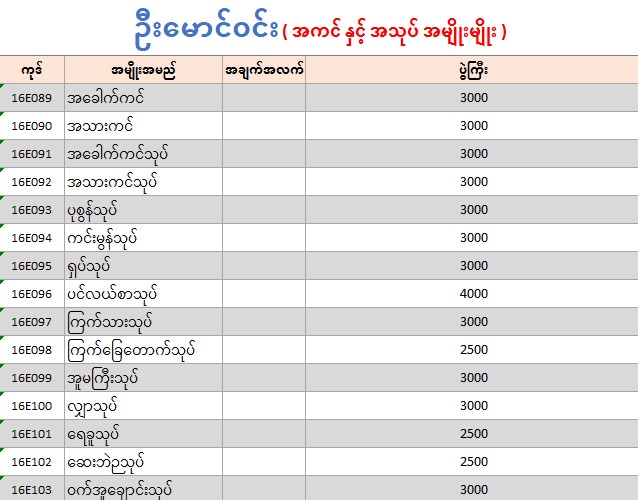 ဦးမောင်ဝင်း ( အကင် နှင့် အသုပ် အမျိုးမျိုး )
ကုဒ် အမျိုးအမည် အချက်အလက် ပွဲကြီး
16E089 အခေါက်ကင် 3000
16E090 အသားကင် 3000
16E091 အခေါက်ကင်သုပ် 3000
16E092 အသားကင်သုပ် 3000
16E093 ပုစွန်သုပ် 3000
16E094 ကင်းမွန်သုပ် 3000
16E095 ရှပ်သုပ် 3000
16E096 ပင်လယ်စာသုပ် 4000
16E097 ကြက်သားသုပ် 3000
16E098 ကြက်ခြေတောက်သုပ် 2500
16E099 အူမကြီးသုပ် 3000
16E100 လျှာသုပ် 3000
16E101 ရေခူသုပ် 2500
16E102 ဆေးဘဲဥသုပ် 2500
16E103 ဝက်အူချောင်းသုပ် 3000